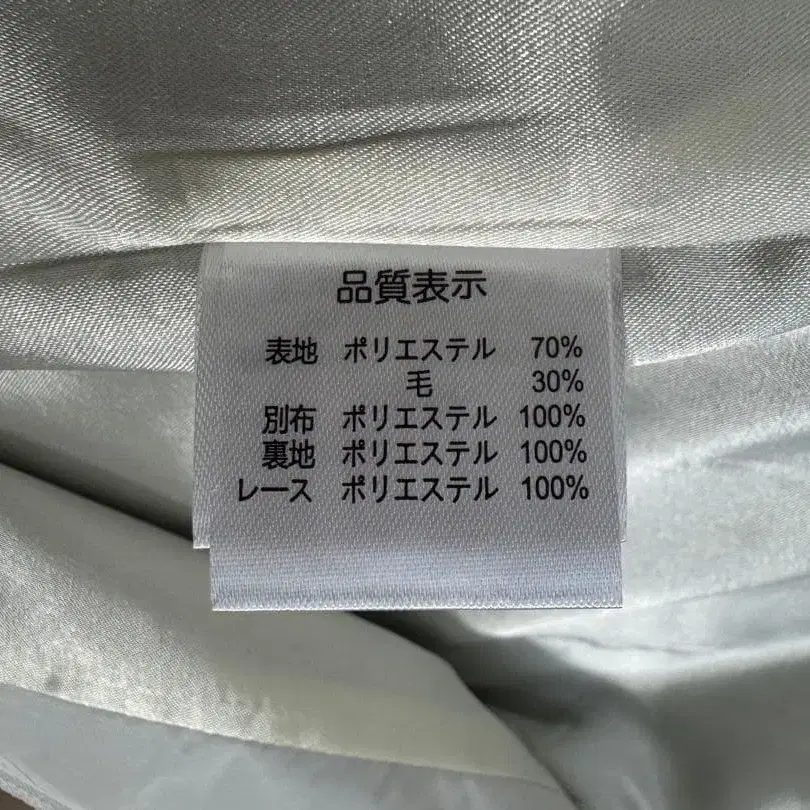 品質表示
表地 ポリエステル 70%
毛 30%
別布 ポリエステル 100%
裏地 ポリエステル 100%
レース ポリエステル 100%